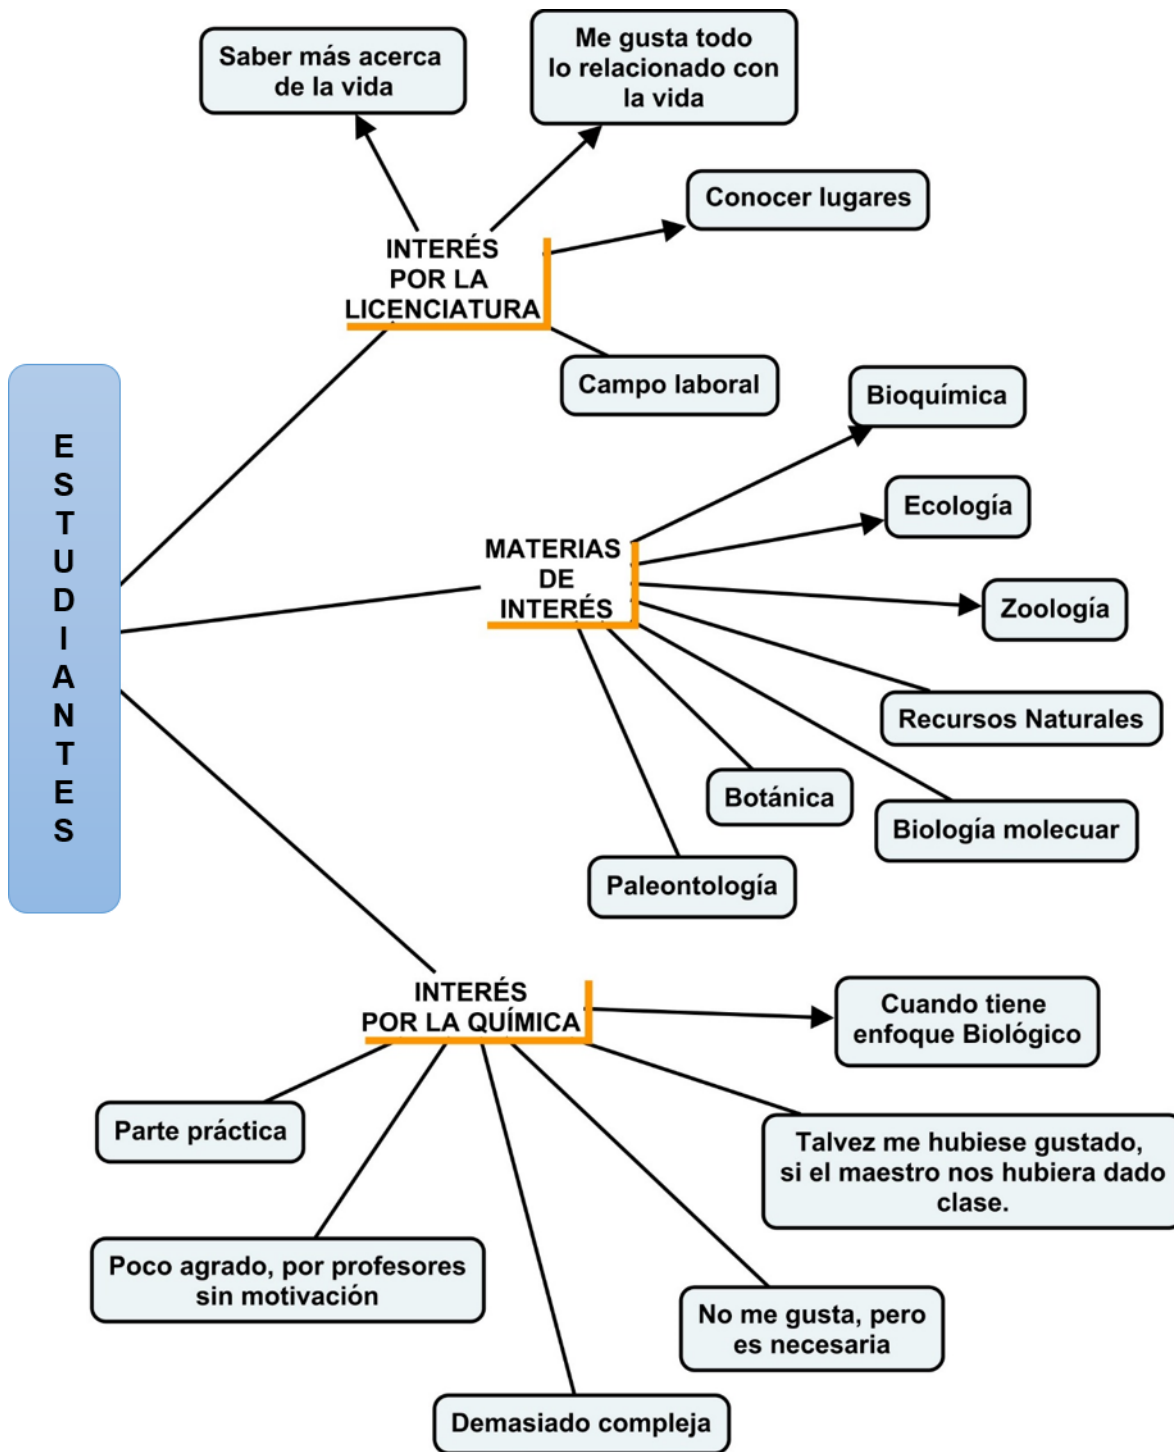 Saber más acerca
de la vida
Me gusta todo
lo relacionado con
la vida
Conocer lugares
INTERÉS
POR LA
LICENCIATURA
Campo laboral
ESTUDIANTES
Bioquímica
Ecología
MATERIAS
DE
INTERÉS
Zoología
Recursos Naturales
Botánica
Biología molecuar
Paleontología
INTERÉS
POR LA QUÍMICA
Cuando tiene
enfoque Biológico
Parte práctica
Talvez me hubiese gustado,
si el maestro nos hubiera dado
clase.
Poco agrado, por profesores
sin motivación
No me gusta, pero
es necesaria
Demasiado compleja